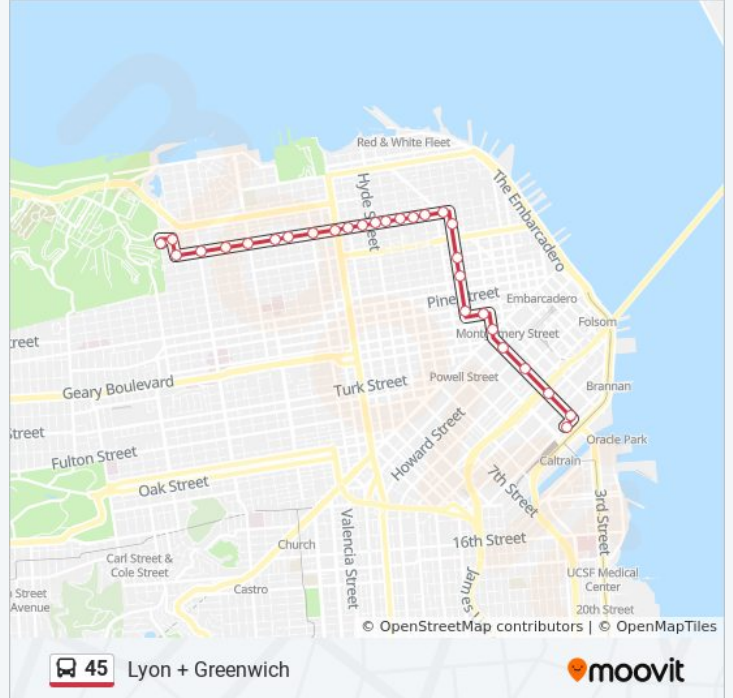 Red & White Fleet
Hyde Street
The Embarcadero
Pine Street
Embarcadero
Folsom
reet
Montgomery Street
Geary Boulevard
Turk Street
Powell Street
Brannan
Street
Howard Street
Oracle Park
Fulton Street
Caltrain
Oak Street
7th Street
3rd Street
Valencia Street
Church
16th Street
Carl Street &
Cole Street
UCSF Medical
Center
Castro
James L
Street
Avenue
20th Street
© OpenStreetMap contributors | © OpenMapTiles
45 Lyon + Greenwich
moovit